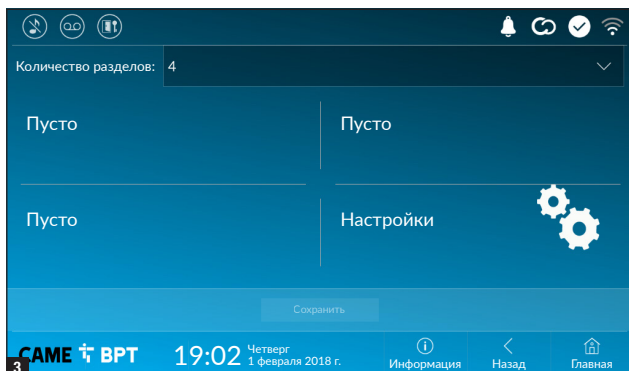 Количество разделов: 4
Пусто Пусто
Пусто Настройки
Сохранить
CAME BPT 19:02 Четверг
1 февраля 2018 г.
Информация Назад Главная
3